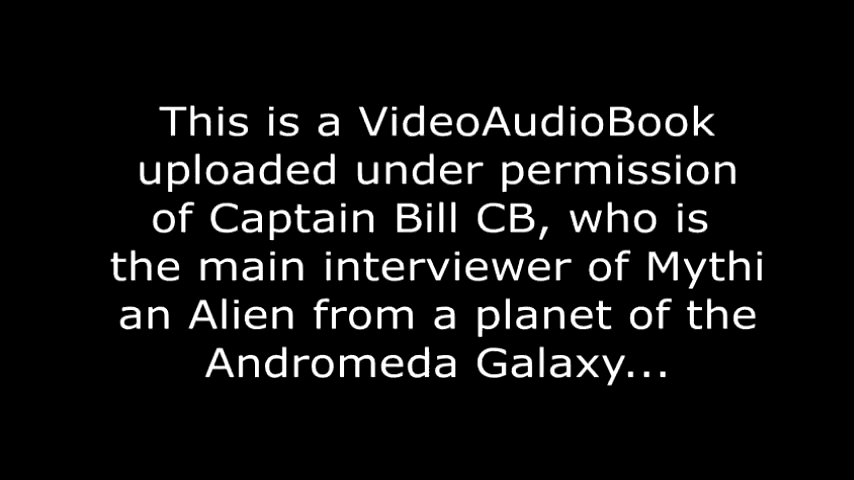 This is a VideoAudioBook
uploaded under permission
of Captain Bill CB, who is
the main interviewer of Mythi
an Alien from a planet of the
Andromeda Galaxy...